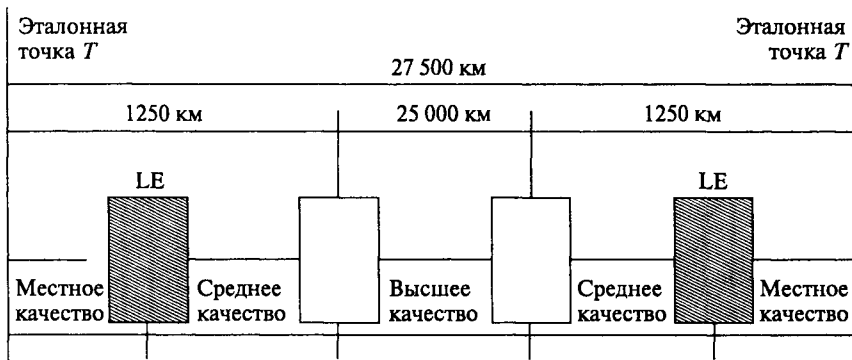 Эталонная
точка T
Эталонная
точка T
27 500 км
1250 км
25 000 км
1250 км
LE
LE
Местное
качество
Среднее
качество
Высшее
качество
Среднее
качество
Местное
качество